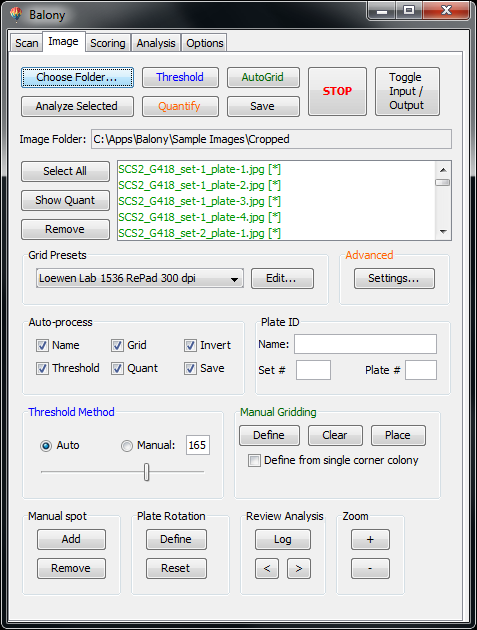 Balony
Scan Image Scoring Analysis Options
Choose Folder... Threshold AutoGrid STOP Toggle Input / Output
Analyze Selected Quantify Save
Image Folder: C:\Apps\Balony\Sample Images\Cropped
Select All
Show Quant
Remove
SCS2_G418_set-1_plate-1.jpg [*]
SCS2_G418_set-1_plate-2.jpg [*]
SCS2_G418_set-1_plate-3.jpg [*]
SCS2_G418_set-1_plate-4.jpg [*]
SCS2_G418_set-2_plate-1.jpg [*]
Grid Presets
Loewen Lab 1536 RePad 300 dpi Edit...
Advanced
Settings...
Auto-process
Name Grid Invert
Threshold Quant Save
Plate ID
Name:
Set # Plate #
Threshold Method
Auto Manual: 165
Manual Gridding
Define Clear Place
Define from single corner colony
Manual spot
Add
Remove
Plate Rotation
Define
Reset
Review Analysis
Log
< >
Zoom
+
-